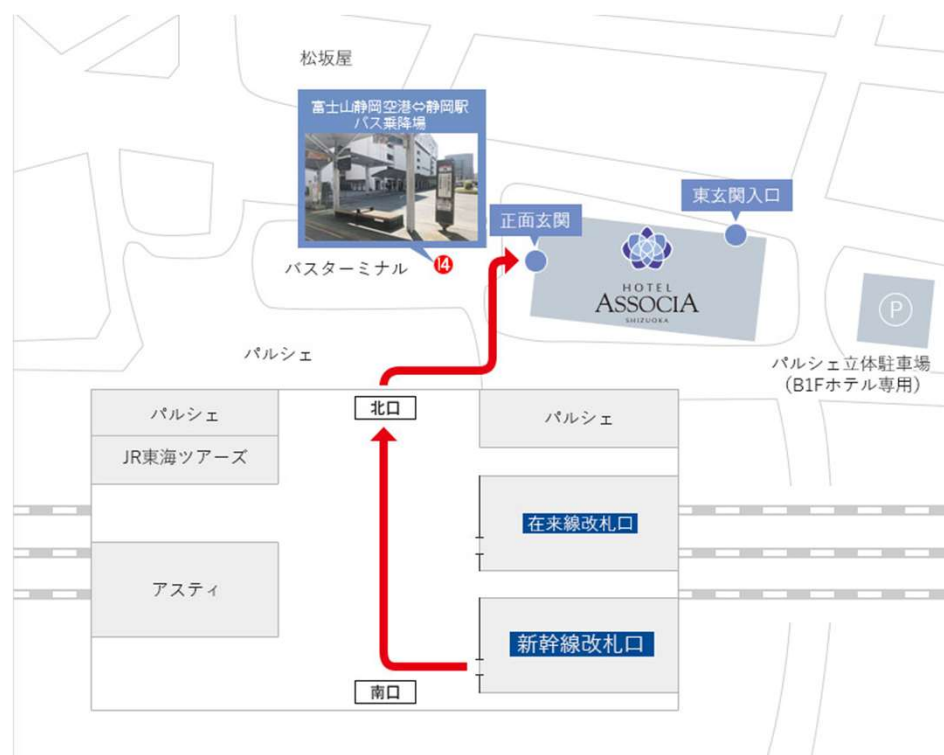 松坂屋
富士山静岡空港⇔静岡駅
バス乗降場
東玄関入口
正面玄関
バスターミナル
14
HOTEL
ASSOCIA
SHIZUOKA
P
パルシェ
パルシェ立体駐車場
(B1Fホテル専用)
北口
パルシェ
パルシェ
JR東海ツアーズ
在来線改札口
アスティ
新幹線改札口
南口